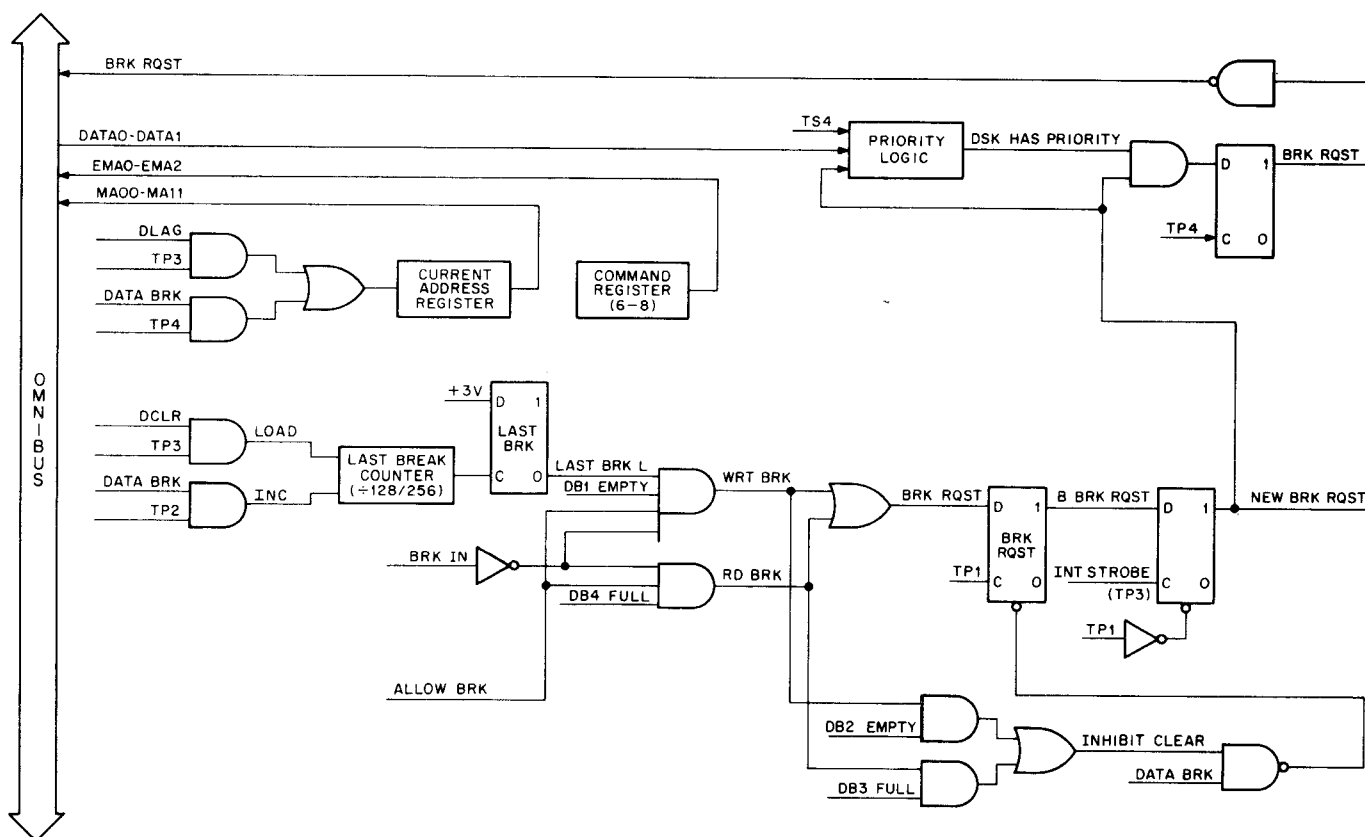 BRK RQST
DATA0-DATA1
TS4
PRIORITY LOGIC
DSK HAS PRIORITY
D 1
BRK RQST
EMA0-EMA2
MA00-MA11
TP4
C 0
DLAG
TP3
DATA BRK
TP4
CURRENT ADDRESS REGISTER
COMMAND REGISTER (6-8)
OMNIBUS
+3V
D 1
LAST BRK
C 0
DCLR
TP3
LOAD
DATA BRK
TP2
INC
LAST BREAK COUNTER (÷128/256)
LAST BRK L
DB1 EMPTY
WRT BRK
BRK RQST
D 1
BRK RQST
C 0
TP1
B BRK RQST
D 1
NEW BRK RQST
INT STROBE (TP3)
C 0
TP1
BRK IN
DB4 FULL
RD BRK
ALLOW BRK
DB2 EMPTY
DB3 FULL
INHIBIT CLEAR
DATA BRK